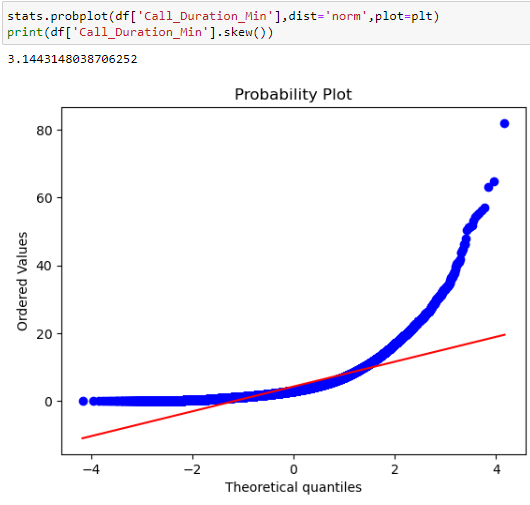 stats.probplot(df['Call_Duration_Min'],dist='norm',plot=plt)
print(df['Call_Duration_Min'].skew())
3.1443148038706252
Probability Plot
80
60
40
20
0
Ordered Values
−4
−2
0
2
4
Theoretical quantiles